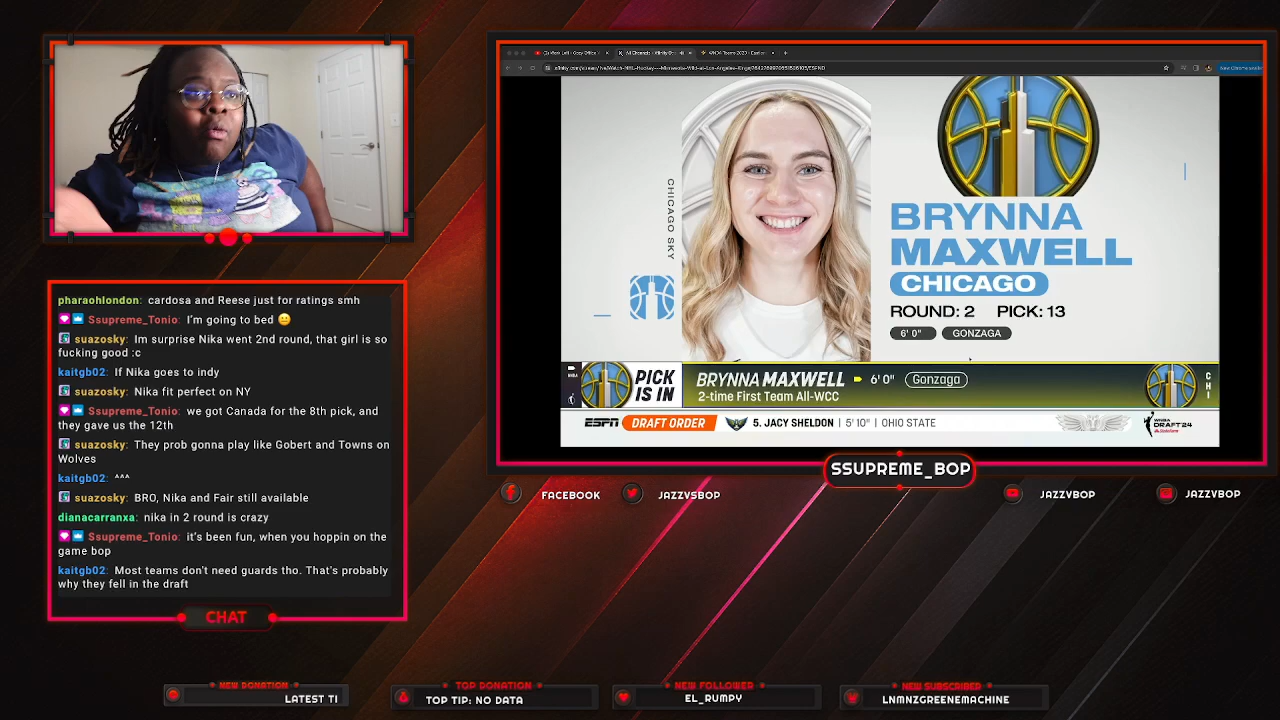 pharaohlondon: cardosa and Reese just for ratings smh
Ssupreme_Tonio: I'm going to bed
suazosky: Im surprise Nika went 2nd round, that girl is so
fucking good :c
kaitgb02: If Nika goes to indy
suazosky: Nika fit perfect on NY
Ssupreme_Tonio: we got Canada for the 8th pick, and
they gave us the 12th
suazosky: They prob gonna play like Gobert and Towns on
Wolves
kaitgb02: ^^^
suazosky: BRO, Nika and Fair still available
dianacarranxa: nika in 2 round is crazy
Ssupreme_Tonio: it's been fun, when you hoppin on the
game bop
kaitgb02: Most teams don't need guards tho. That's probably
why they fell in the draft
CHAT
CHICAGO SKY
BRYNNA
MAXWELL
CHICAGO
ROUND: 2 PICK: 13
6' 0" GONZAGA
PICK
IS IN
BRYNNA MAXWELL 6' 0" Gonzaga
2-time First Team All-WCC
CHI
ESPN DRAFT ORDER 5. JACY SHELDON | 5' 10" | OHIO STATE
WNBA
DRAFT'24
SSUPREME_BOP
FACEBOOK
JAZZVSBOP
JAZZVBOP
JAZZVBOP
NEW DONATION
LATEST TI
TOP DONATION
TOP TIP: NO DATA
NEW FOLLOWER
EL_RUMPY
NEW SUBSCRIBER
LNMNZGREENEMACHINE